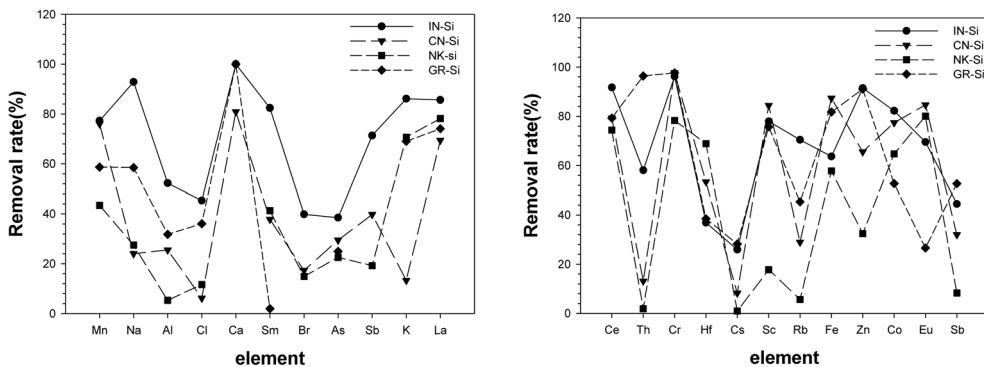 120
100
80
60
40
20
0
Removal rate(%)
IN-Si
CN-Si
NK-si
GR-Si
Mn Na Al Cl Ca Sm Br As Sb K La
element
120
100
80
60
40
20
0
Removal rate(%)
IN-Si
CN-Si
NK-Si
GR-Si
Ce Th Cr Hf Cs Sc Rb Fe Zn Co Eu Sb
element